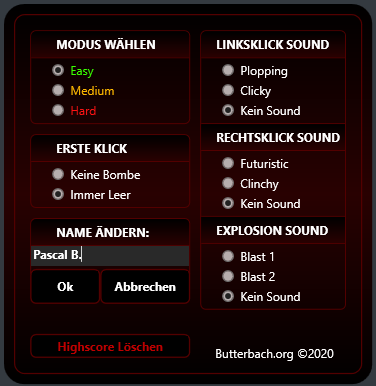 MODUS WÄHLEN
Easy
Medium
Hard
ERSTE KLICK
Keine Bombe
Immer Leer
NAME ÄNDERN:
Pascal B.
Ok
Abbrechen
Highscore Löschen
LINKSKLICK SOUND
Plopping
Clicky
Kein Sound
RECHTSKLICK SOUND
Futuristic
Clinchy
Kein Sound
EXPLOSION SOUND
Blast 1
Blast 2
Kein Sound
Butterbach.org ©2020